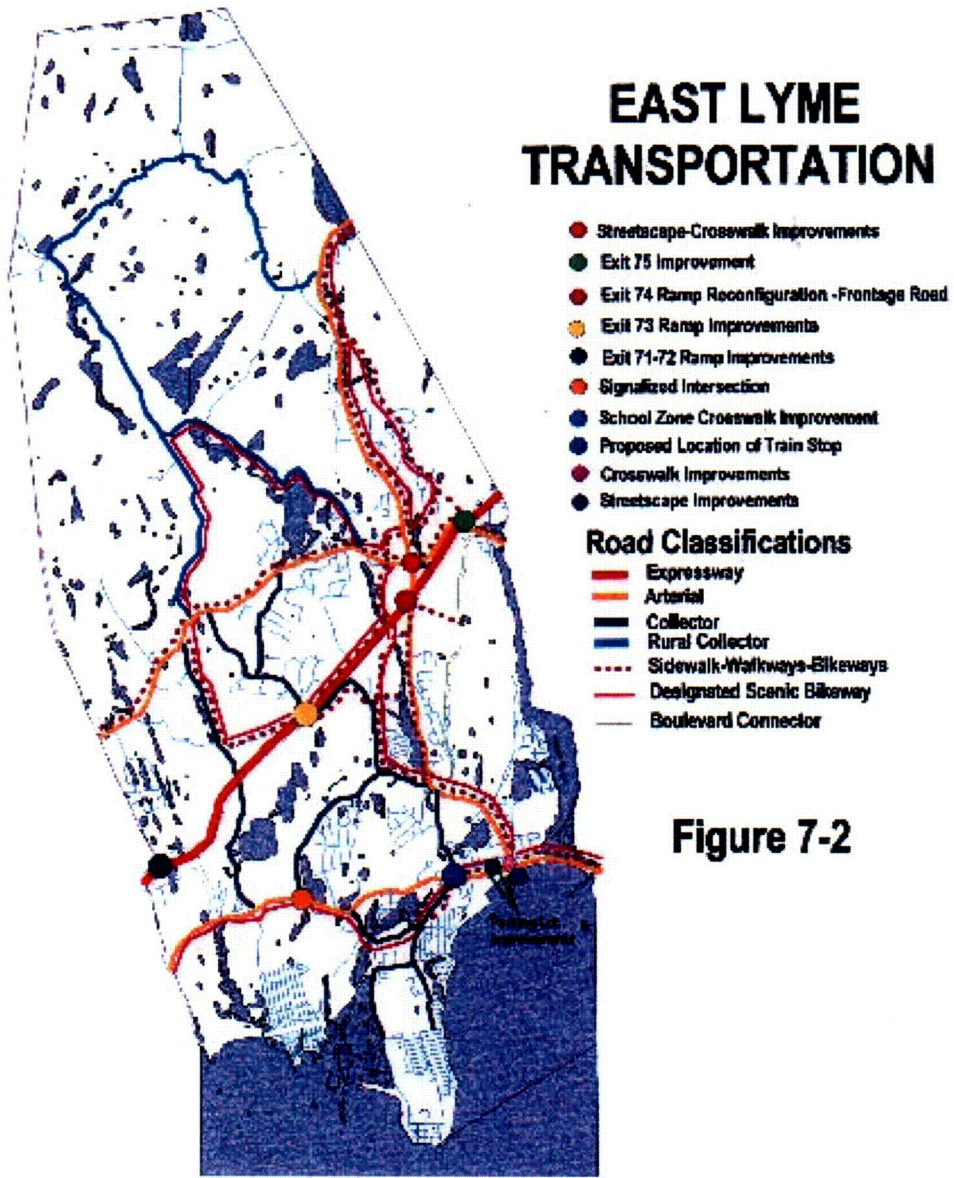 EAST LYME
TRANSPORTATION
Streetscape-Crosswalk Improvements
Exit 75 Improvement
Exit 74 Ramp Reconfiguration -Frontage Road
Exit 73 Ramp Improvements
Exit 71-72 Ramp Improvements
Signalized Intersection
School Zone Crosswalk Improvement
Proposed Location of Train Stop
Crosswalk Improvements
Streetscape Improvements
Road Classifications
Expressway
Arterial
Collector
Rural Collector
Sidewalk-Walkways-Bikeways
Designated Scenic Bikeway
Boulevard Connector
Figure 7-2